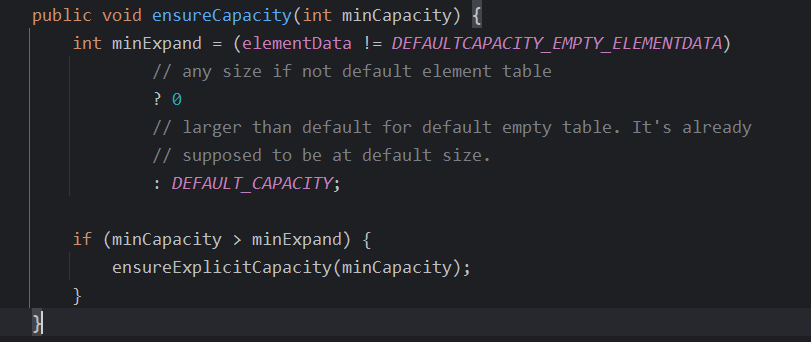 public void ensureCapacity(int minCapacity) {
    int minExpand = (elementData != DEFAULTCAPACITY_EMPTY_ELEMENTDATA)
            // any size if not default element table
            ? 0
            // larger than default for default empty table. It's already
            // supposed to be at default size.
            : DEFAULT_CAPACITY;

    if (minCapacity > minExpand) {
        ensureExplicitCapacity(minCapacity);
    }
}